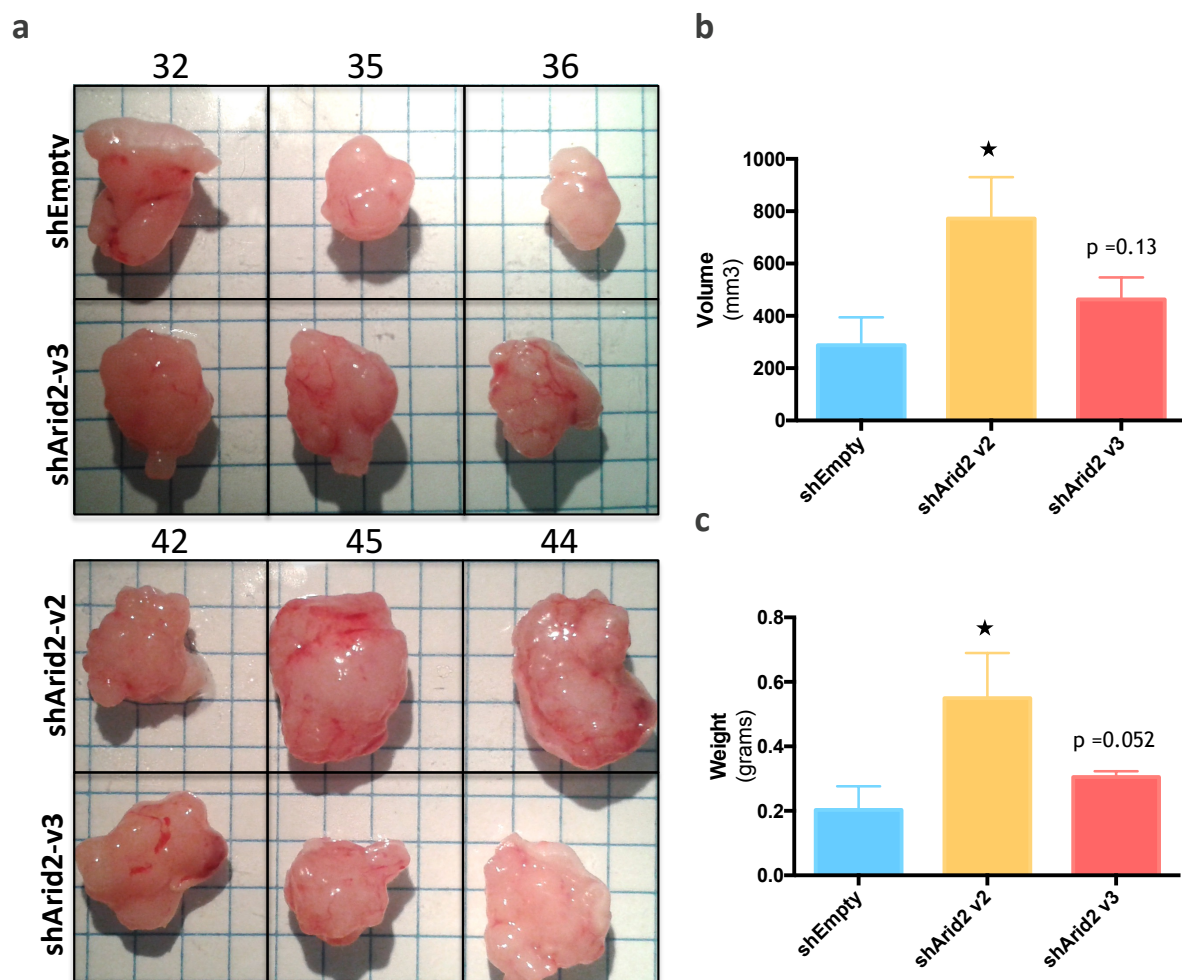 a
32 35 36
shEmpty
shArid2-v3
42 45 44
shArid2-v2
shArid2-v3
b
Volume
(mm3)
1000
800
600
400
200
0
★
p =0.13
shEmpty
shArid2 v2
shArid2 v3
c
Weight
(grams)
0.8
0.6
0.4
0.2
0.0
★
p =0.052
shEmpty
shArid2 v2
shArid2 v3